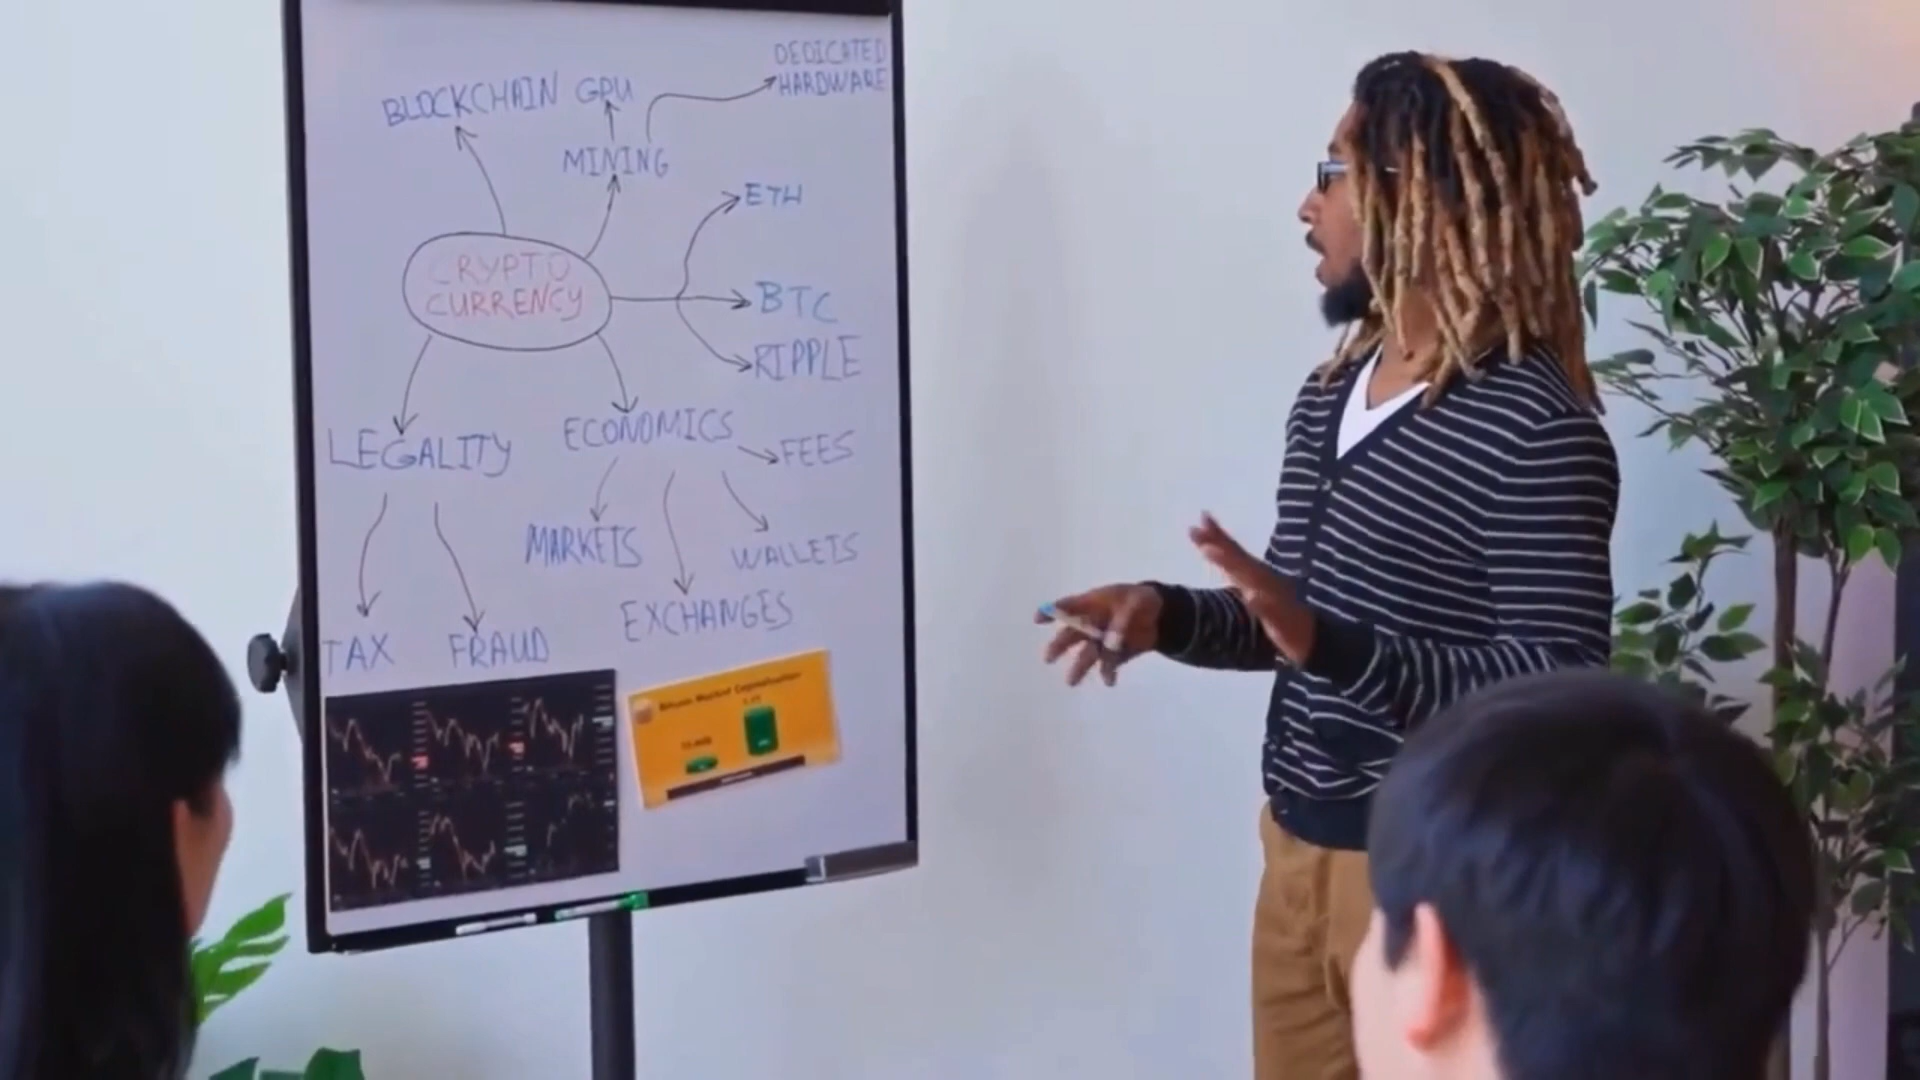 DEDICATED
HARDWARE
BLOCKCHAIN GPU
MINING
ETH
CRYPTO
CURRENCY
BTC
RIPPLE
LEGALITY
ECONOMICS
FEES
MARKETS
WALLETS
EXCHANGES
TAX
FRAUD
Bitcoin Market Capitalisation